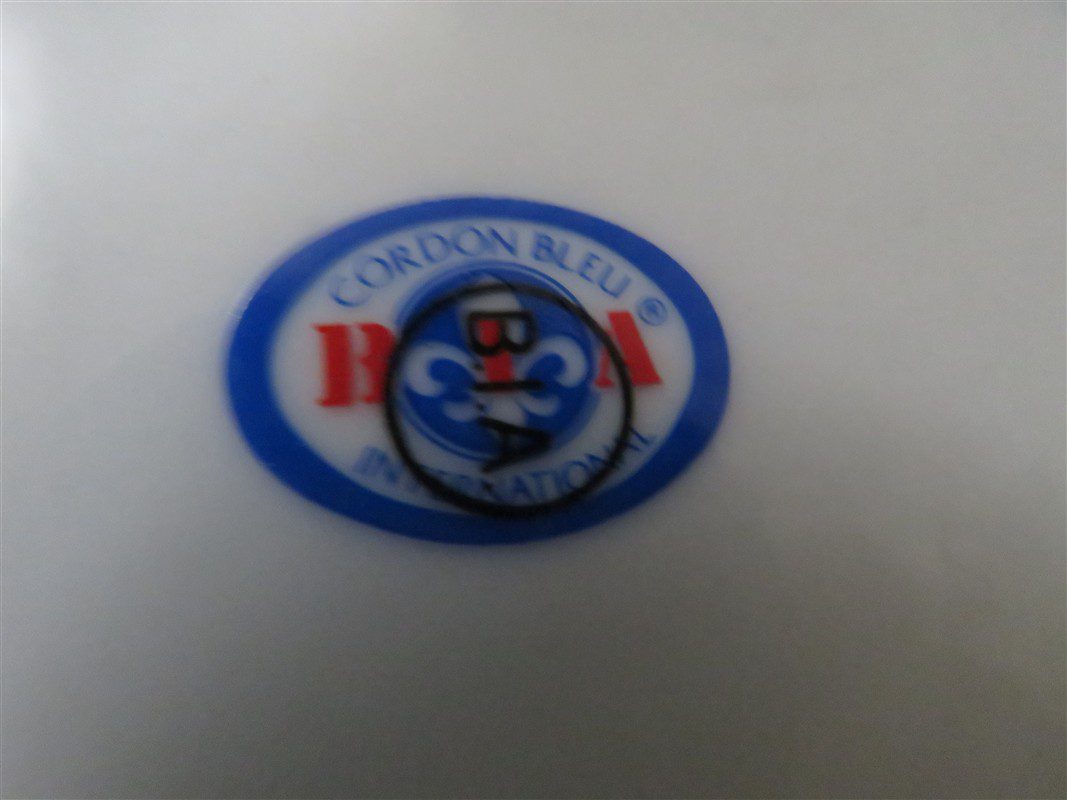 CORDON BLEU ®
BIA
INTERNATIONAL
B.I.A